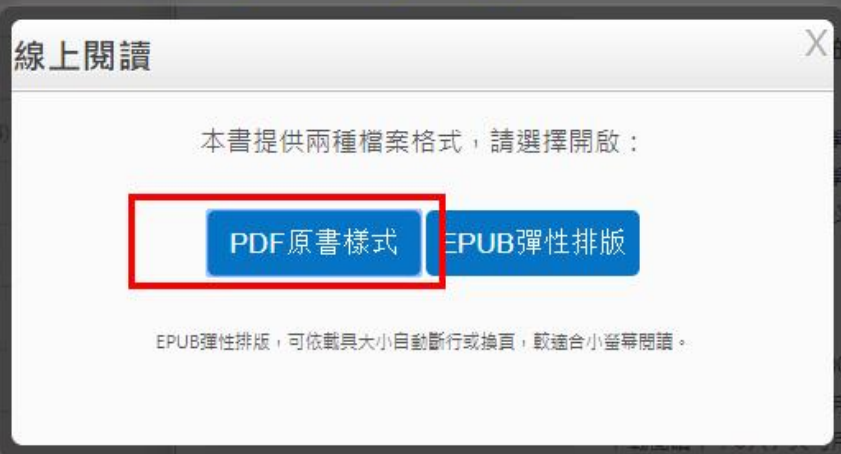 線上閱讀
X
本書提供兩種檔案格式，請選擇開啟：
PDF原書樣式
EPUB彈性排版
EPUB彈性排版，可依載具大小自動斷行或換頁，較適合小螢幕閱讀。